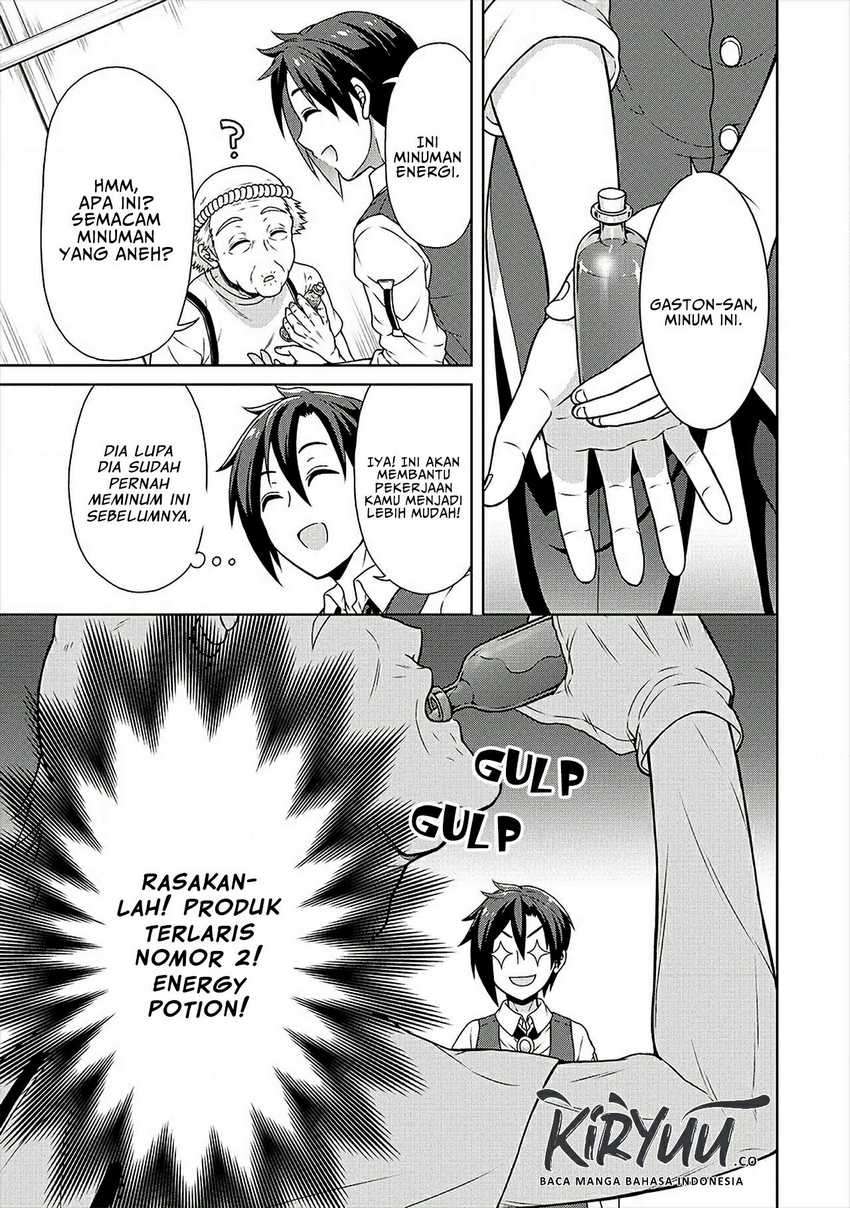 GASTON-SAN,
MINUM INI.
INI
MINUMAN
ENERGI.
?
HMM,
APA INI?
SEMACAM
MINUMAN
YANG ANEH?
IYA! INI AKAN
MEMBANTU
PEKERJAAN
KAMU MENJADI
LEBIH MUDAH!
DIA LUPA
DIA SUDAH
PERNAH
MEMINUM INI
SEBELUMNYA.
GULP
GULP
RASAKAN-
LAH! PRODUK
TERLARIS
NOMOR 2!
ENERGY
POTION!
KIRYUU
.CO
BACA MANGA BAHASA INDONESIA